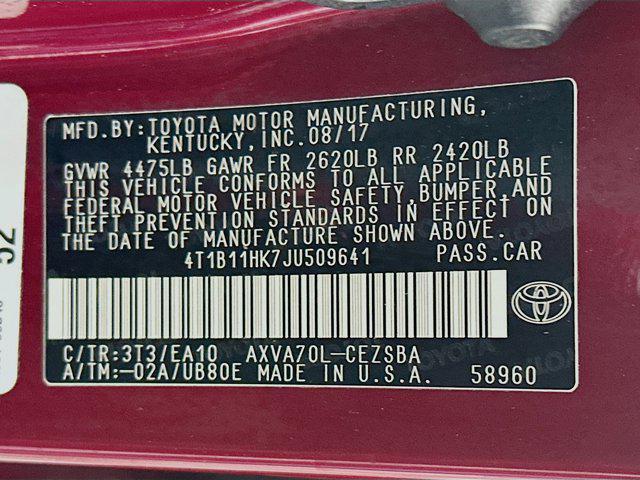 MFD.BY:TOYOTA MOTOR MANUFACTURING,
KENTUCKY,INC.08/17
GVWR 4475LB GAWR FR 2620LB RR 2420LB
THIS VEHICLE CONFORMS TO ALL APPLICABLE
FEDERAL MOTOR VEHICLE SAFETY,BUMPER,AND
THEFT PREVENTION STANDARDS IN EFFECT ON
THE DATE OF MANUFACTURE SHOWN ABOVE.
4T1B11HK7JU509641 PASS.CAR
C/TR:3T3/EA10 AXVA70L-CEZSBA
A/TM:-02A/UB80E MADE IN U.S.A. 58960
52